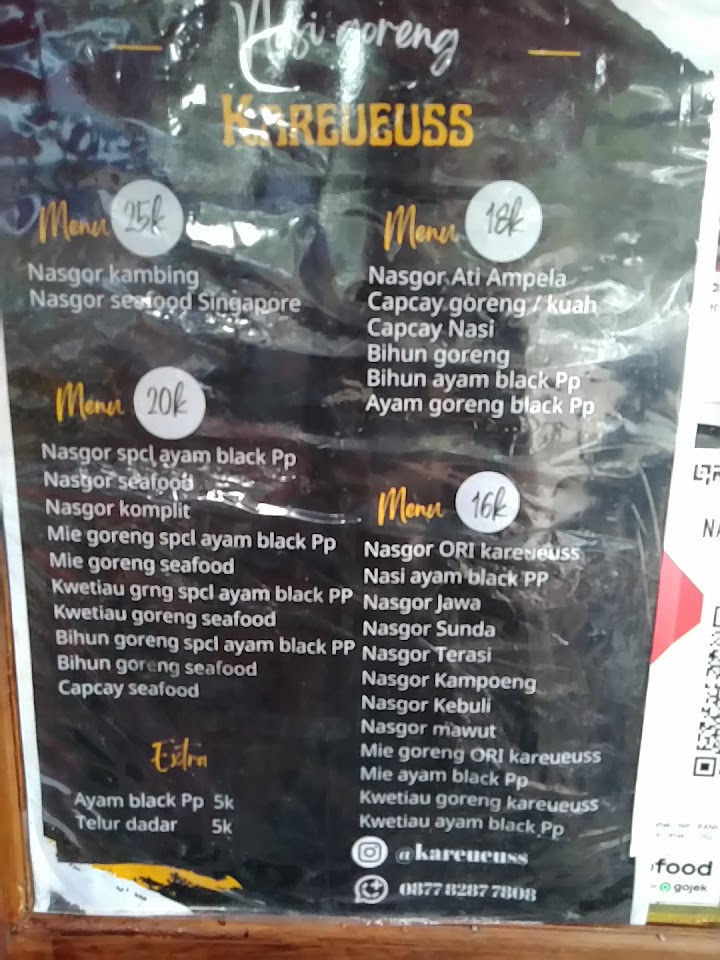 Nasi goreng
KAREUEUSS
Menu 25k
Nasgor kambing
Nasgor seafood Singapore
Menu 20k
Nasgor spcl ayam black Pp
Nasgor seafood
Nasgor komplit
Mie goreng spcl ayam black Pp
Mie goreng seafood
Kwetiau grng spcl ayam black PP
Kwetiau goreng seafood
Bihun goreng spcl ayam black PP
Bihun goreng seafood
Capcay seafood
Extra
Ayam black Pp 5k
Telur dadar 5k
Menu 18k
Nasgor Ati Ampela
Capcay goreng / kuah
Capcay Nasi
Bihun goreng
Bihun ayam black Pp
Ayam goreng black Pp
Menu 16k
Nasgor ORI kareueuss
Nasi ayam black PP
Nasgor Jawa
Nasgor Sunda
Nasgor Terasi
Nasgor Kampoeng
Nasgor Kebuli
Nasgor mawut
Mie goreng ORI kareueuss
Mie ayam black Pp
Kwetiau goreng kareueuss
Kwetiau ayam black Pp
@kareueuss
0877 8287 7808
food
gojek